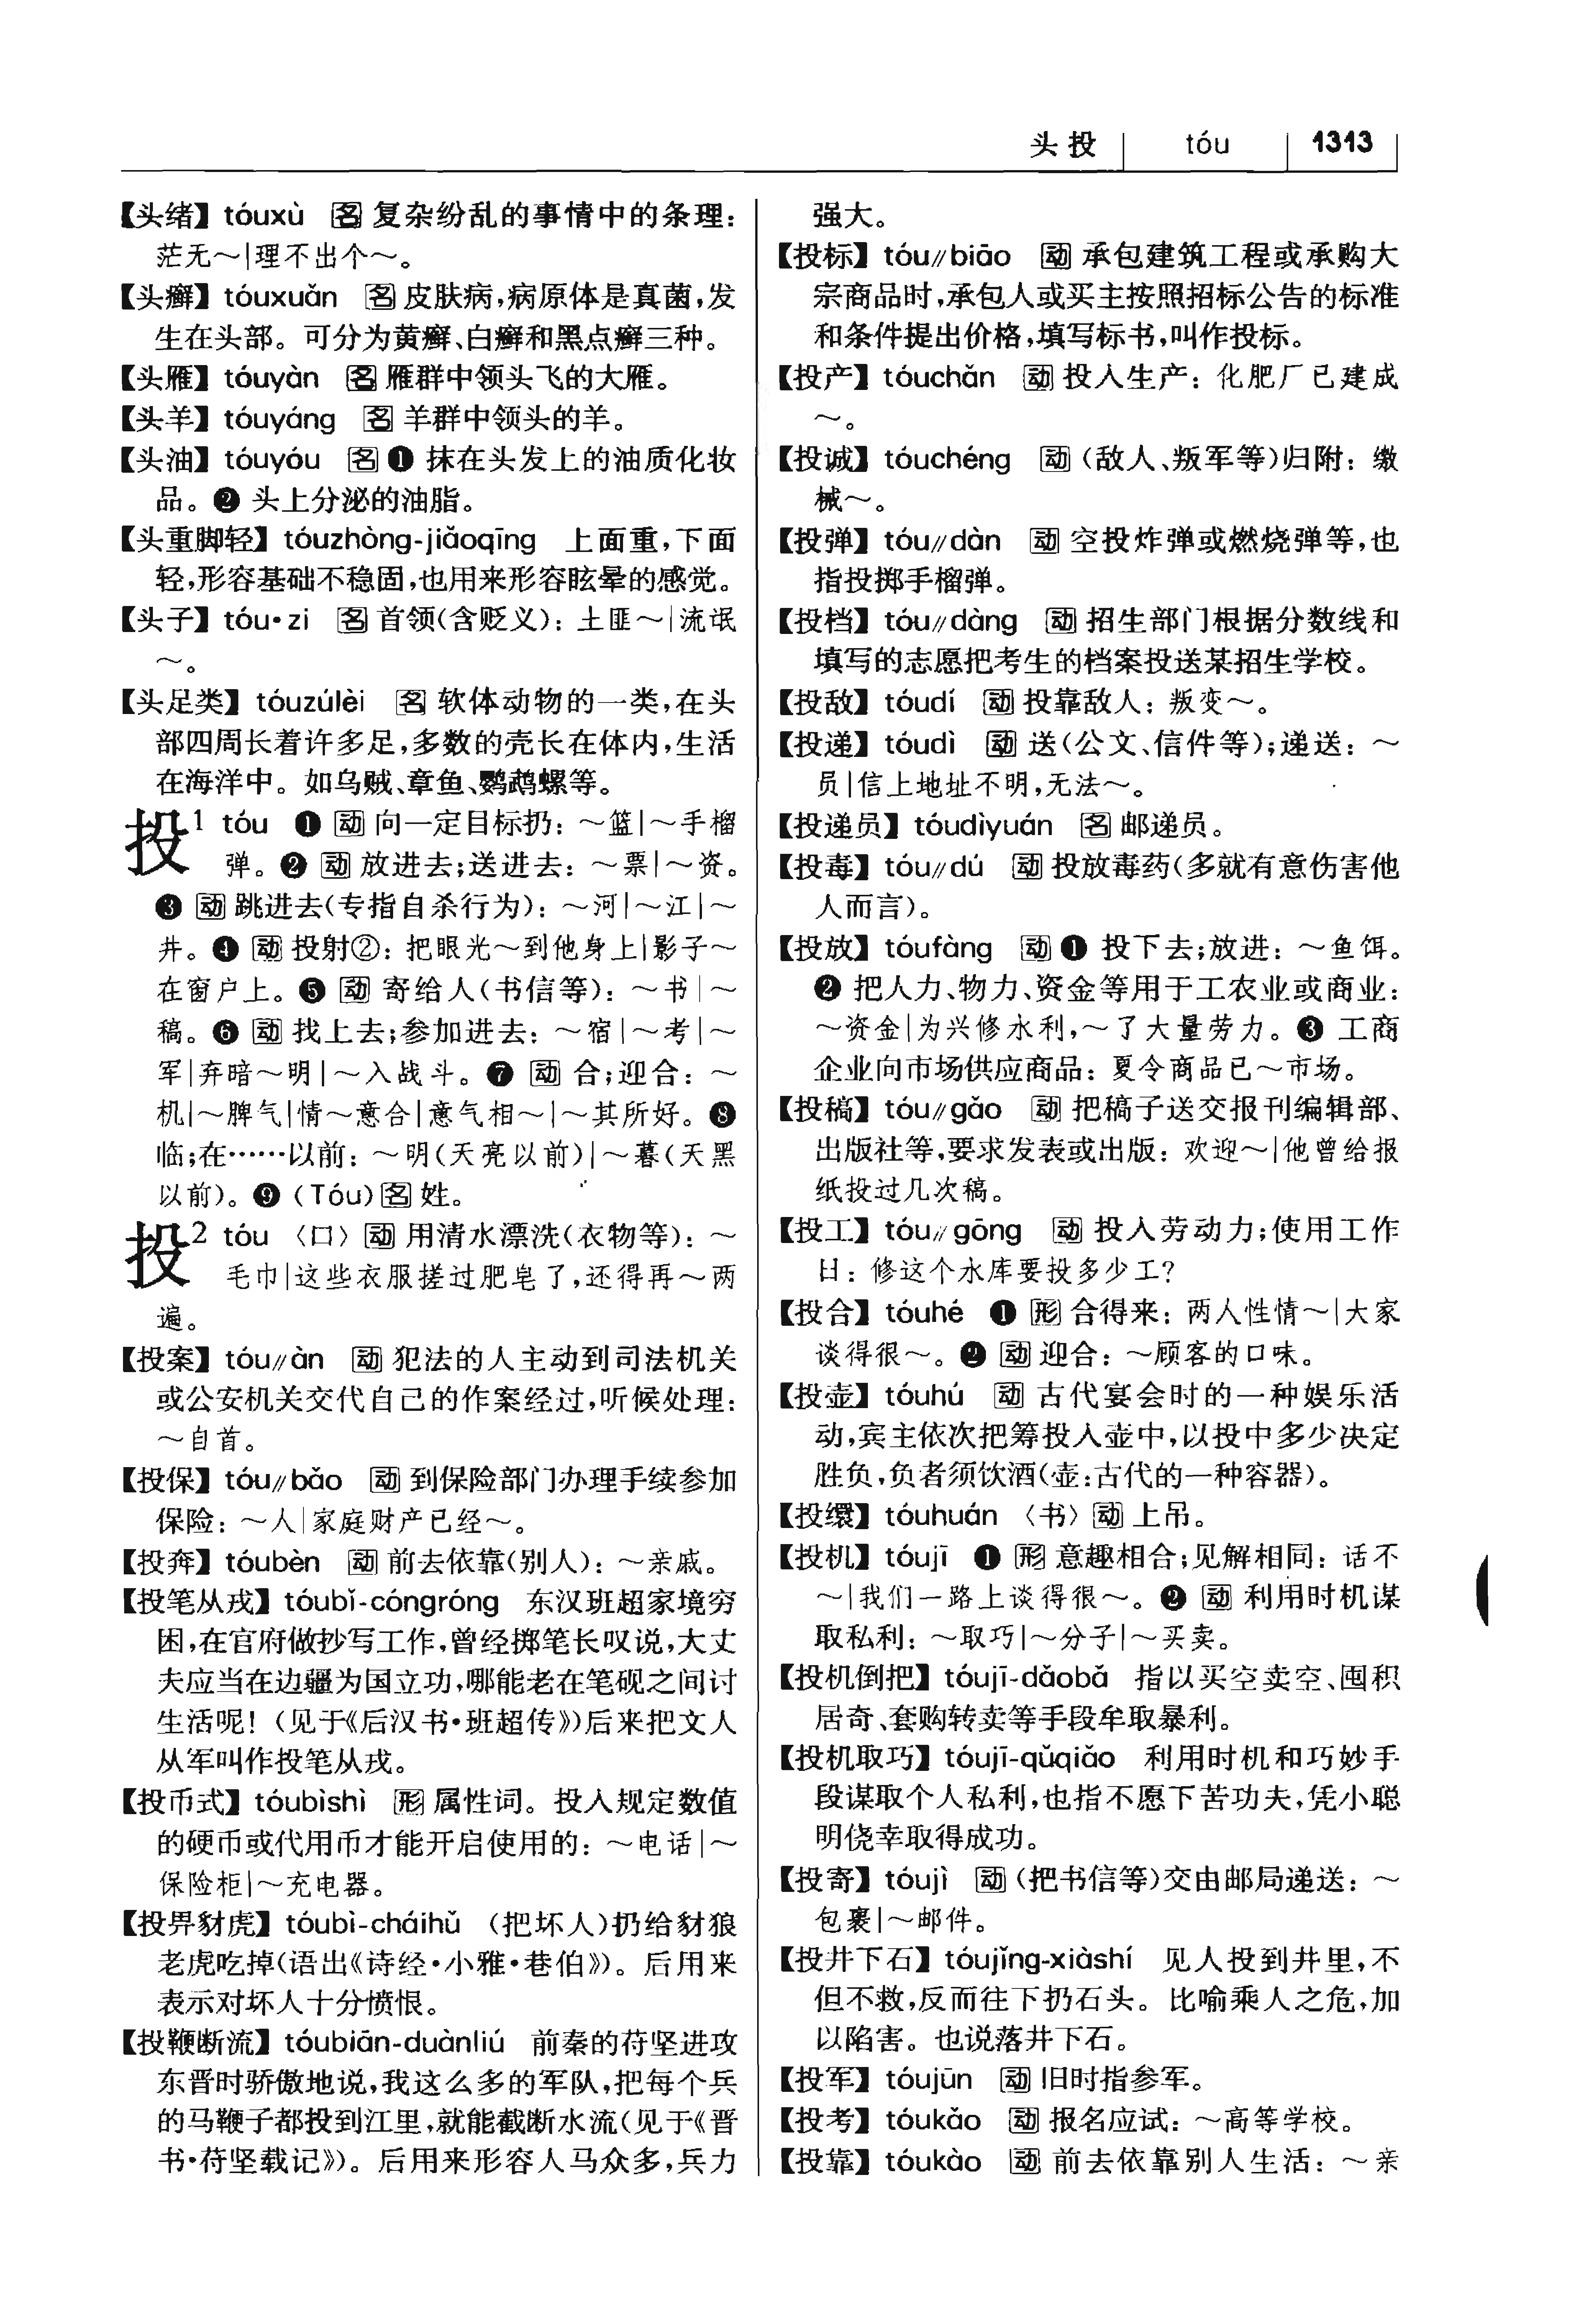 头投 tóu 1313
【头绪】 tóuxù 名 复杂纷乱的事情中的条理:
茫无～|理不出个～。
【头癣】 tóuxuǎn 名 皮肤病,病原体是真菌,发
生在头部。可分为黄癣、白癣和黑点癣三种。
【头雁】 tóuyàn 名 雁群中领头飞的大雁。
【头羊】 tóuyáng 名 羊群中领头的羊。
【头油】 tóuyóu 名 ❶ 抹在头发上的油质化妆
品。❷ 头上分泌的油脂。
【头重脚轻】 tóuzhòng-jiǎoqīng 上面重,下面
轻,形容基础不稳固,也用来形容眩晕的感觉。
【头子】 tóu·zi 名 首领(含贬义): 土匪～|流氓
～。
【头足类】 tóuzúlèi 名 软体动物的一类,在头
部四周长着许多足,多数的壳长在体内,生活
在海洋中。如乌贼、章鱼、鹦鹉螺等。
投1 tóu ❶ 动 向一定目标扔: ～篮|～手榴
弹。❷ 动 放进去;送进去: ～票|～资。
❸ 动 跳进去(专指自杀行为): ～河|～江|～
井。❹ 动 投射②: 把眼光～到他身上|影子～
在窗户上。❺ 动 寄给人(书信等): ～书|～
稿。❻ 动 找上去;参加进去: ～宿|～考|～
军|弃暗～明|～入战斗。❼ 动 合;迎合: ～
机|～脾气|情～意合|意气相～|～其所好。❽
临;在……以前: ～明(天亮以前)|～暮(天黑
以前)。❾ (Tóu) 名 姓。
投2 tóu 〈口〉 动 用清水漂洗(衣物等): ～
毛巾|这些衣服搓过肥皂了,还得再～两
遍。
【投案】 tóu∥àn 动 犯法的人主动到司法机关
或公安机关交代自己的作案经过,听候处理:
～自首。
【投保】 tóu∥bǎo 动 到保险部门办理手续参加
保险: ～人|家庭财产已经～。
【投奔】 tóubèn 动 前去依靠(别人): ～亲戚。
【投笔从戎】 tóubǐ-cóngróng 东汉班超家境穷
困,在官府做抄写工作,曾经掷笔长叹说,大丈
夫应当在边疆为国立功,哪能老在笔砚之间讨
生活呢! (见于《后汉书·班超传》)后来把文人
从军叫作投笔从戎。
【投币式】 tóubìshì 形 属性词。投入规定数值
的硬币或代用币才能开启使用的: ～电话|～
保险柜|～充电器。
【投畀豺虎】 tóubì-cháihǔ (把坏人)扔给豺狼
老虎吃掉(语出《诗经·小雅·巷伯》)。后用来
表示对坏人十分愤恨。
【投鞭断流】 tóubiān-duànliú 前秦的苻坚进攻
东晋时骄傲地说,我这么多的军队,把每个兵
的马鞭子都投到江里,就能截断水流(见于《晋
书·苻坚载记》)。后用来形容人马众多,兵力
强大。
【投标】 tóu∥biāo 动 承包建筑工程或承购大
宗商品时,承包人或买主按照招标公告的标准
和条件提出价格,填写标书,叫作投标。
【投产】 tóuchǎn 动 投入生产: 化肥厂已建成
～。
【投诚】 tóuchéng 动 (敌人、叛军等)归附: 缴
械～。
【投弹】 tóu∥dàn 动 空投炸弹或燃烧弹等,也
指投掷手榴弹。
【投档】 tóu∥dàng 动 招生部门根据分数线和
填写的志愿把考生的档案投送某招生学校。
【投敌】 tóudí 动 投靠敌人: 叛变～。
【投递】 tóudì 动 送(公文、信件等);递送: ～
员|信上地址不明,无法～。
【投递员】 tóudìyuán 名 邮递员。
【投毒】 tóu∥dú 动 投放毒药(多就有意伤害他
人而言)。
【投放】 tóufàng 动 ❶ 投下去;放进: ～鱼饵。
❷ 把人力、物力、资金等用于工农业或商业:
～资金|为兴修水利,～了大量劳力。❸ 工商
企业向市场供应商品: 夏令商品已～市场。
【投稿】 tóu∥gǎo 动 把稿子送交报刊编辑部、
出版社等,要求发表或出版: 欢迎～|他曾给报
纸投过几次稿。
【投工】 tóu∥gōng 动 投入劳动力;使用工作
日: 修这个水库要投多少工?
【投合】 tóuhé ❶ 形 合得来: 两人性情～|大家
谈得很～。❷ 动 迎合: ～顾客的口味。
【投壶】 tóuhú 动 古代宴会时的一种娱乐活
动,宾主依次把筹投入壶中,以投中多少决定
胜负,负者须饮酒(壶:古代的一种容器)。
【投缳】 tóuhuán 〈书〉 动 上吊。
【投机】 tóujī ❶ 形 意趣相合;见解相同: 话不
～|我们一路上谈得很～。❷ 动 利用时机谋
取私利: ～取巧|～分子|～买卖。
【投机倒把】 tóujī-dǎobǎ 指以买空卖空、囤积
居奇、套购转卖等手段牟取暴利。
【投机取巧】 tóujī-qǔqiǎo 利用时机和巧妙手
段谋取个人私利,也指不愿下苦功夫,凭小聪
明侥幸取得成功。
【投寄】 tóujì 动 (把书信等)交由邮局递送: ～
包裹|～邮件。
【投井下石】 tóujǐng-xiàshí 见人投到井里,不
但不救,反而往下扔石头。比喻乘人之危,加
以陷害。也说落井下石。
【投军】 tóujūn 动 旧时指参军。
【投考】 tóukǎo 动 报名应试: ～高等学校。
【投靠】 tóukào 动 前去依靠别人生活: ～亲